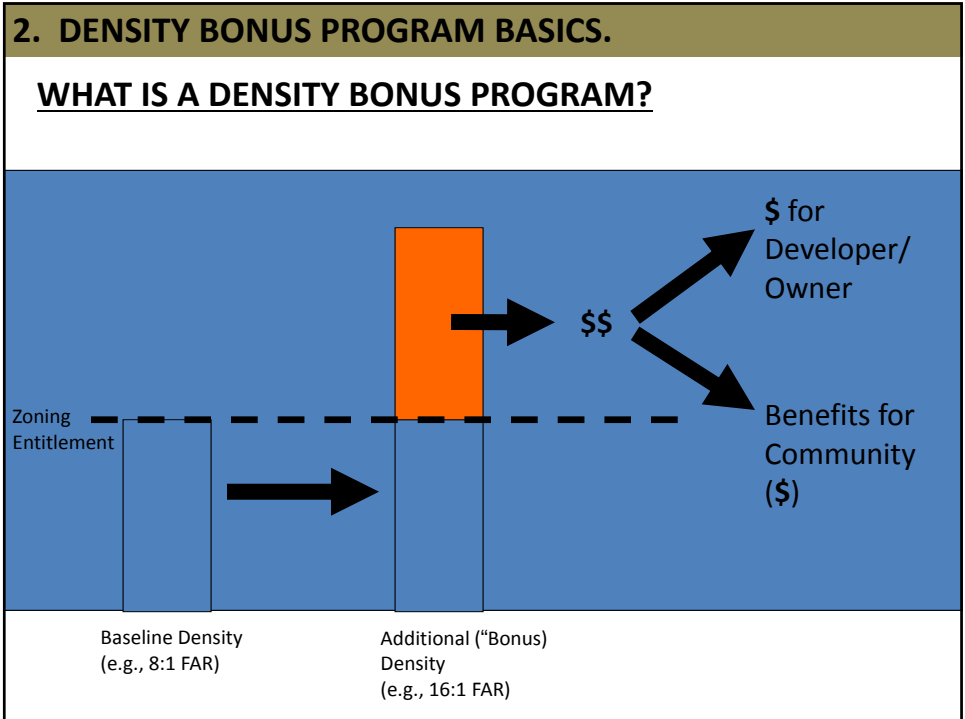 2. DENSITY BONUS PROGRAM BASICS.
WHAT IS A DENSITY BONUS PROGRAM?
$ for
Developer/
Owner
$$
Zoning
Entitlement
Benefits for
Community
($)
Baseline Density
(e.g., 8:1 FAR)
Additional (“Bonus)
Density
(e.g., 16:1 FAR)